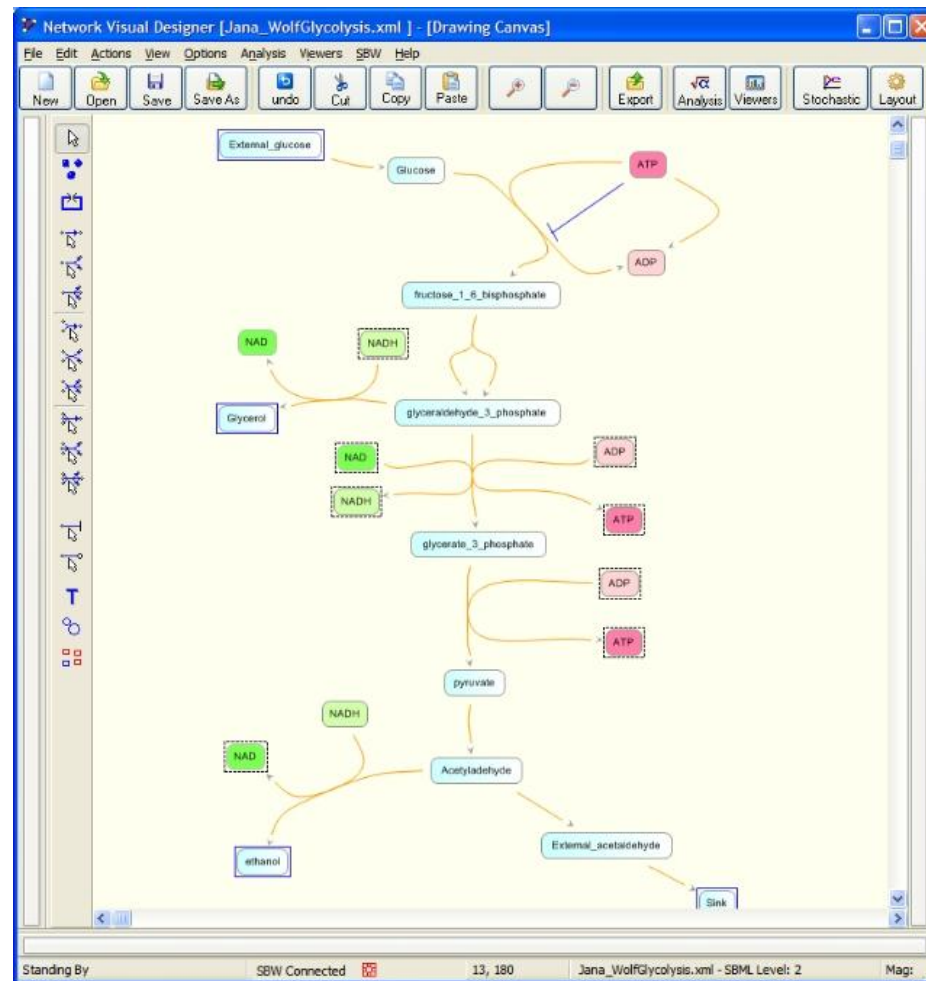 Network Visual Designer [Jana_WolfGlycolysis.xml ] - [Drawing Canvas]
File Edit Actions View Options Analysis Viewers SBW Help
New Open Save Save As undo Cut Copy Paste Export Analysis Viewers Stochastic Layout
External_glucose
Glucose
ATP
ADP
fructose_1_6_bisphosphate
NAD
NADH
Glycerol
glyceraldehyde_3_phosphate
NAD
ADP
NADH
ATP
glycerate_3_phosphate
ADP
ATP
pyruvate
NADH
NAD
Acetyladehyde
External_acetaldehyde
ethanol
Sink
T
Standing By SBW Connected 13, 180 Jana_WolfGlycolysis.xml - SBML Level: 2 Mag: